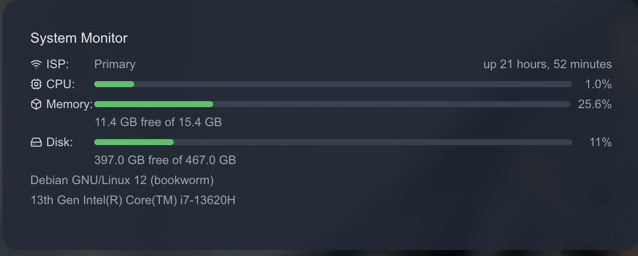 System Monitor
ISP: Primary up 21 hours, 52 minutes
CPU: 1.0%
Memory: 25.6%
11.4 GB free of 15.4 GB
Disk: 11%
397.0 GB free of 467.0 GB
Debian GNU/Linux 12 (bookworm)
13th Gen Intel(R) Core(TM) i7-13620H